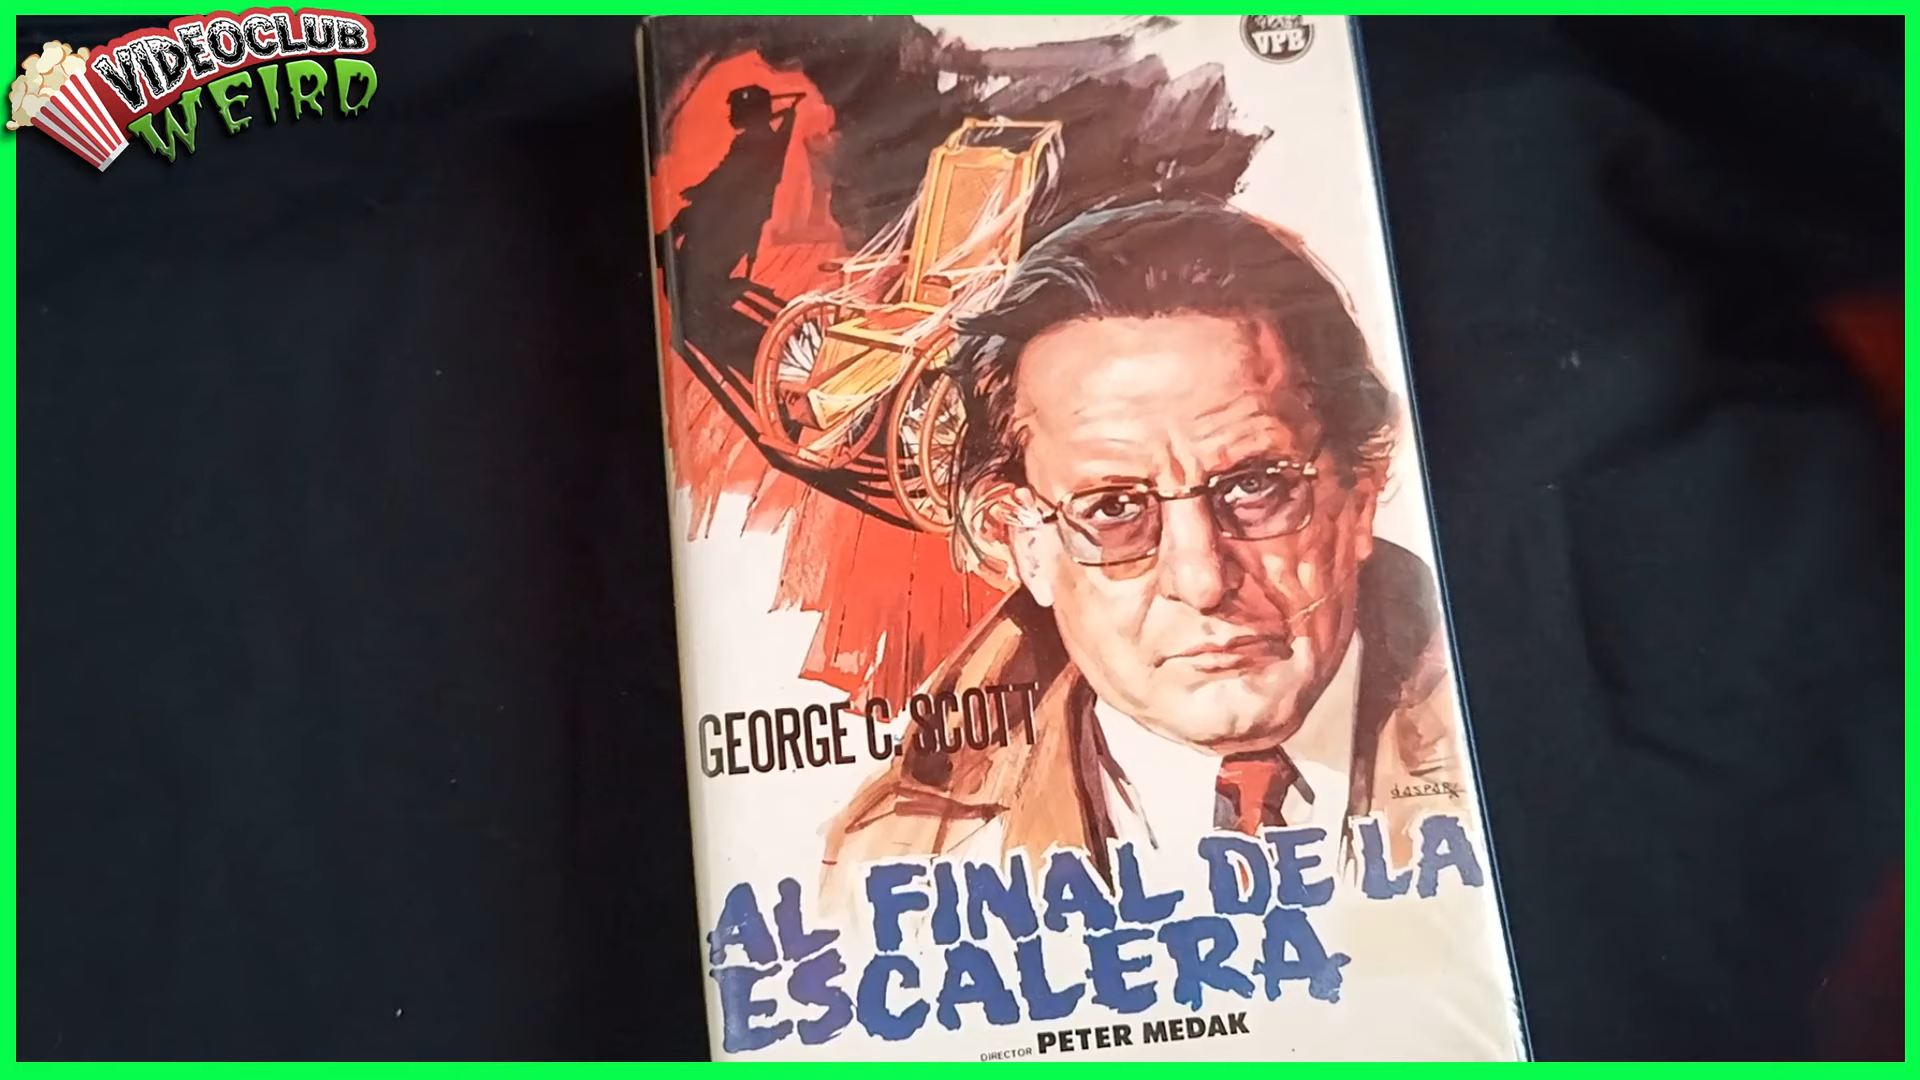 VIDEOCLUB
WEIRD
VPB
GEORGE C. SCOTT
AL FINAL DE LA
ESCALERA
DIRECTOR PETER MEDAK